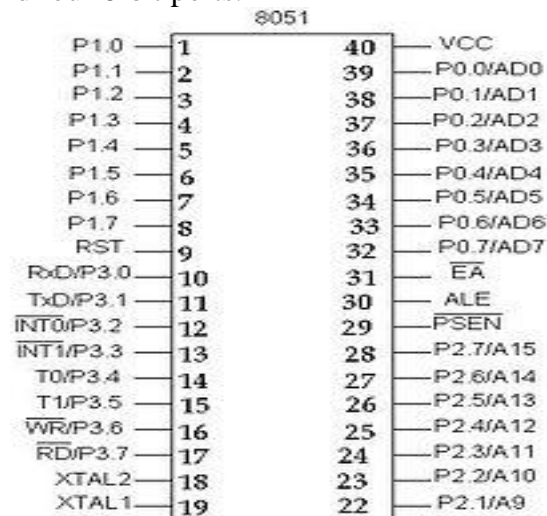 8051
P1.0 1 40 VCC
P1.1 2 39 P0.0/AD0
P1.2 3 38 P0.1/AD1
P1.3 4 37 P0.2/AD2
P1.4 5 36 P0.3/AD3
P1.5 6 35 P0.4/AD4
P1.6 7 34 P0.5/AD5
P1.7 8 33 P0.6/AD6
RST 9 32 P0.7/AD7
RxD/P3.0 10 31 EA
TxD/P3.1 11 30 ALE
INT0/P3.2 12 29 PSEN
INT1/P3.3 13 28 P2.7/A15
T0/P3.4 14 27 P2.6/A14
T1/P3.5 15 26 P2.5/A13
WR/P3.6 16 25 P2.4/A12
RD/P3.7 17 24 P2.3/A11
XTAL2 18 23 P2.2/A10
XTAL1 19 22 P2.1/A9